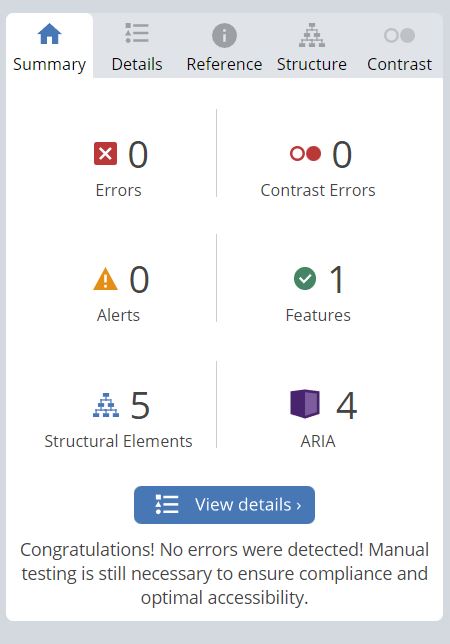 Summary Details Reference Structure Contrast
0 0
Errors Contrast Errors
0 1
Alerts Features
5 4
Structural Elements ARIA
View details ›
Congratulations! No errors were detected! Manual
testing is still necessary to ensure compliance and
optimal accessibility.